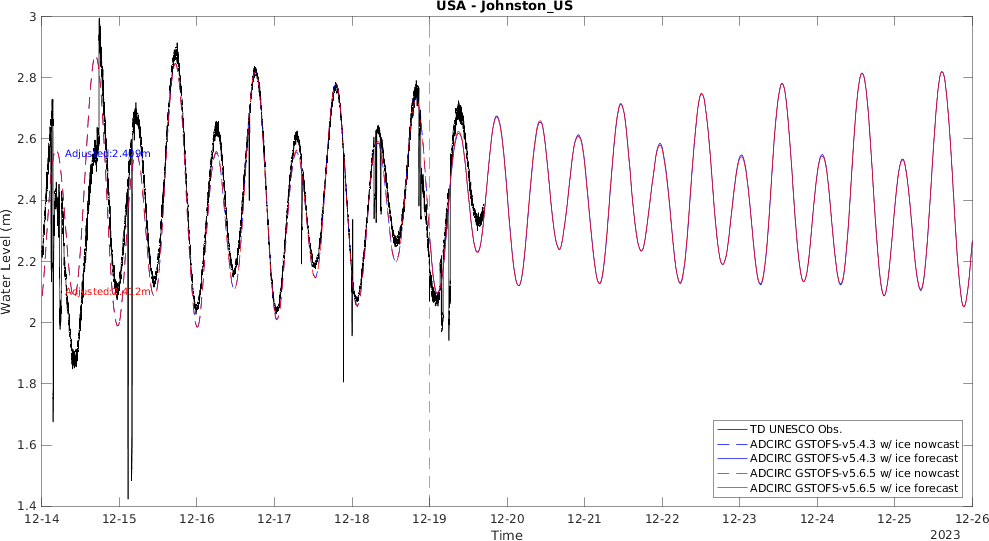 USA - Johnston_US
Water Level (m)
3
2.8
2.6
2.4
2.2
2
1.8
1.6
1.4
Adjusted:2.409m
TD UNESCO Obs.
ADCIRC GSTOFS-v5.4.3 w/ ice nowcast
ADCIRC GSTOFS-v5.4.3 w/ ice forecast
ADCIRC GSTOFS-v5.6.5 w/ ice nowcast
ADCIRC GSTOFS-v5.6.5 w/ ice forecast
12-14 12-15 12-16 12-17 12-18 12-19 12-20 12-21 12-22 12-23 12-24 12-25 12-26
Time
2023